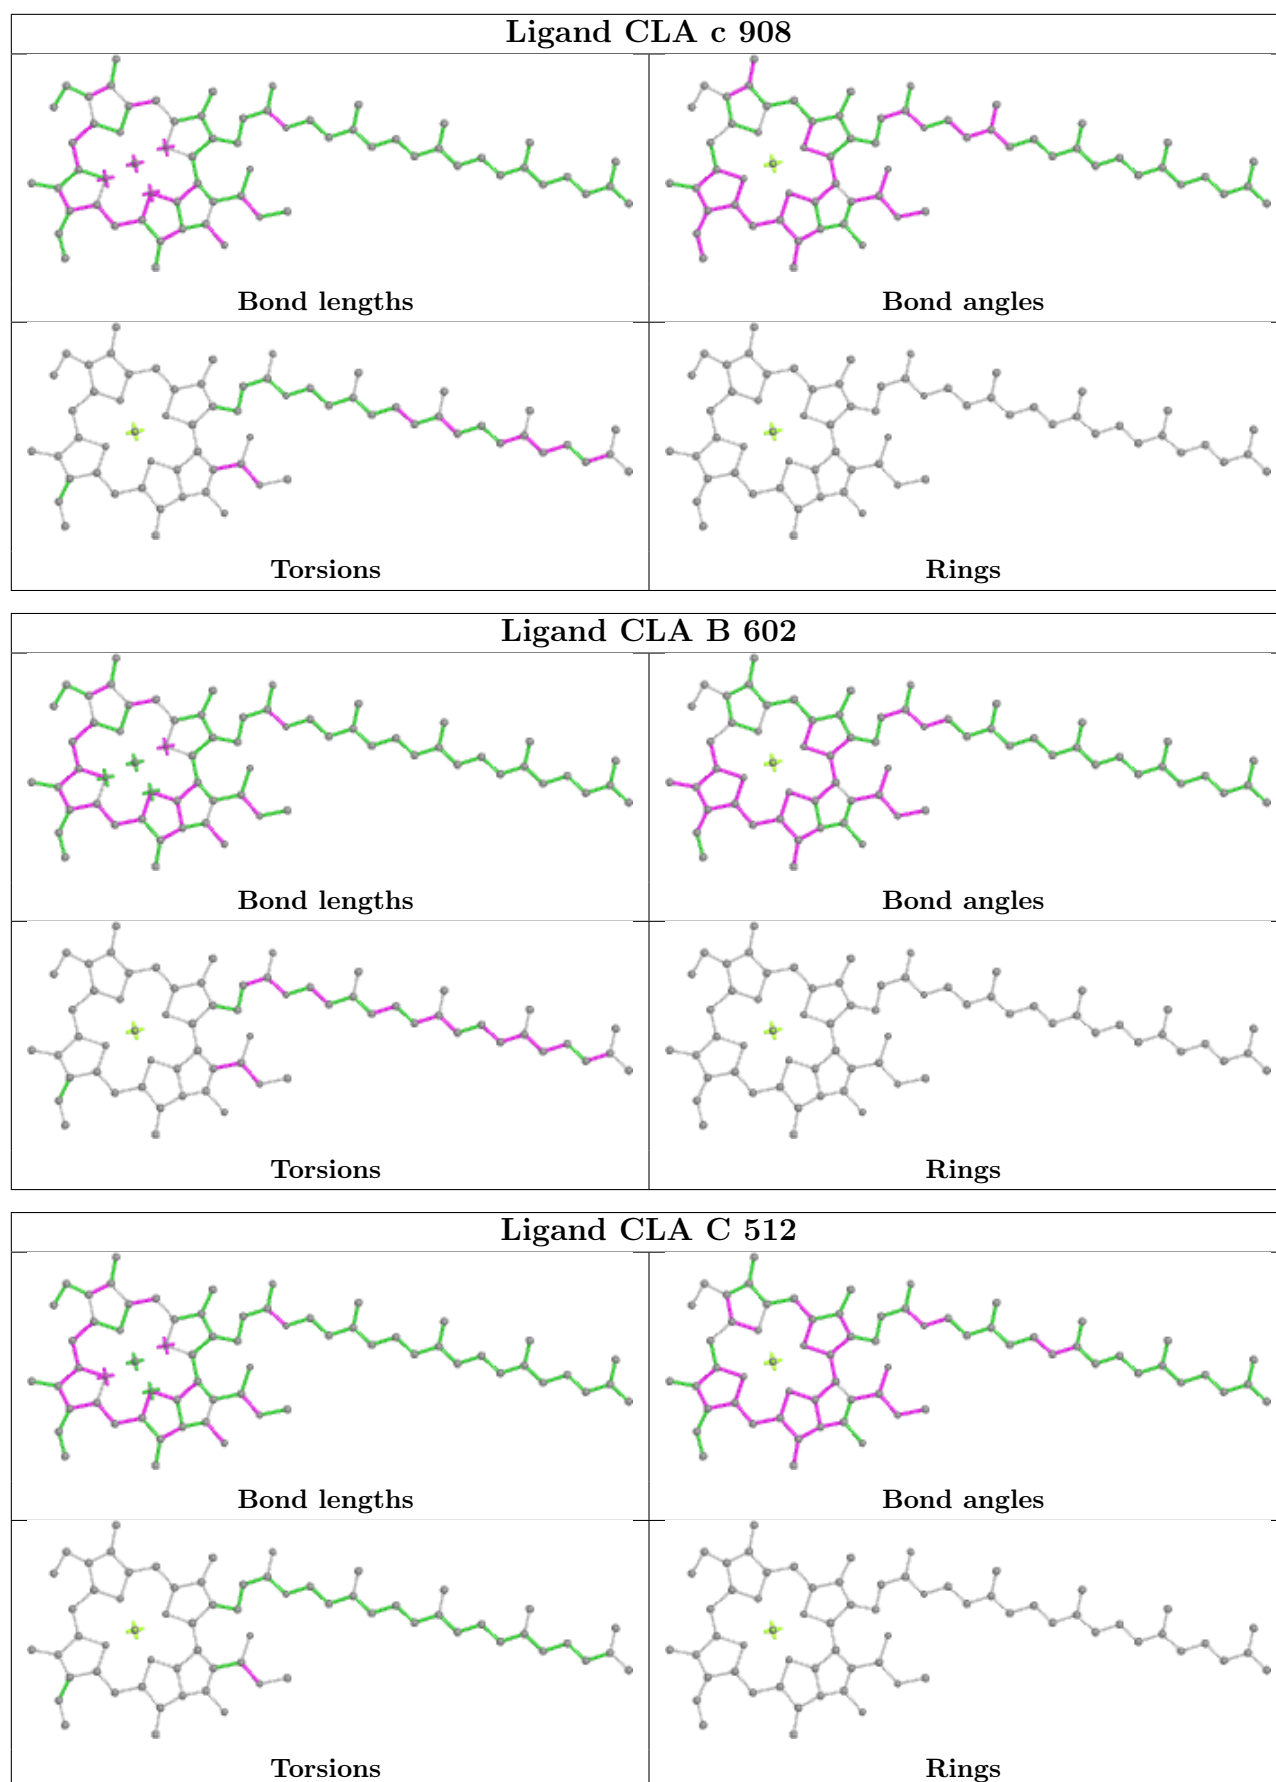 Ligand CLA c 908
Bond lengths
Bond angles
Torsions
Rings
Ligand CLA B 602
Bond lengths
Bond angles
Torsions
Rings
Ligand CLA C 512
Bond lengths
Bond angles
Torsions
Rings